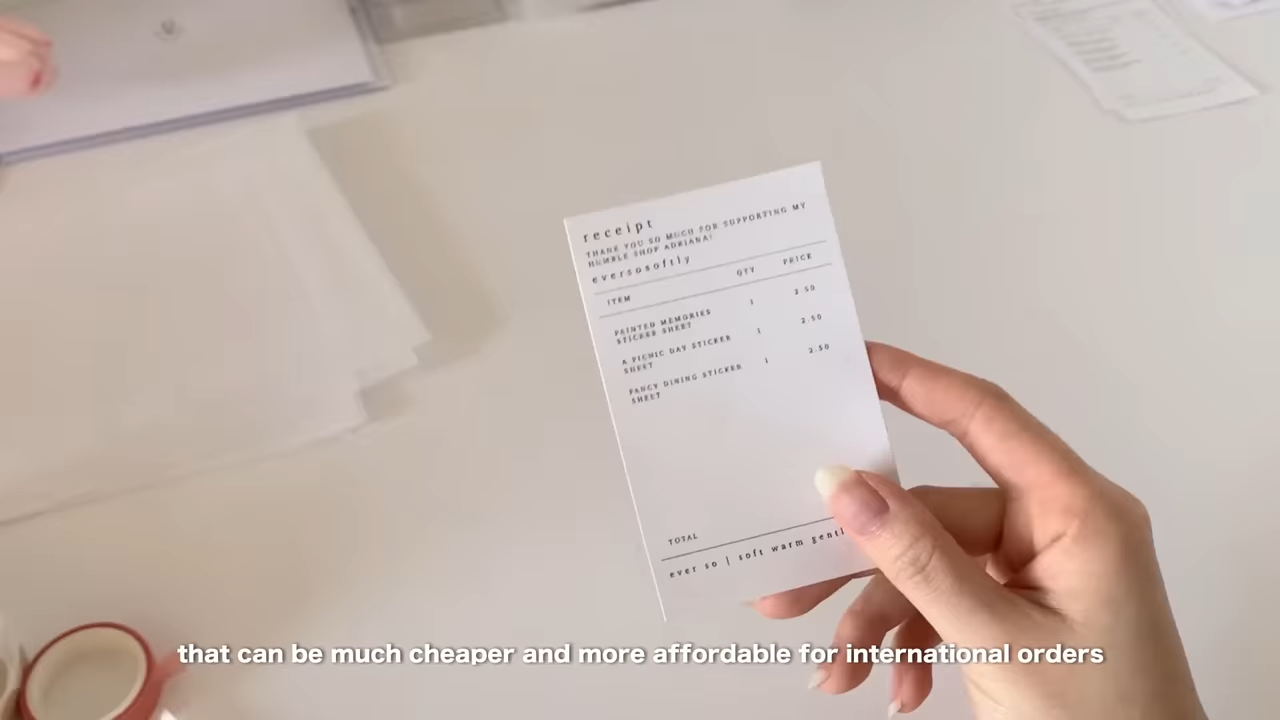 receipt
THANK YOU SO MUCH FOR SUPPORTING MY
HUMBLE SHOP ADRIANA!
eversosoftly
ITEM QTY PRICE
PAINTED MEMORIES 1 2.50
STICKER SHEET
A PICNIC DAY STICKER 1 2.50
SHEET
FANCY DINING STICKER 1 2.50
SHEET
TOTAL
ever so | soft warm gentl
that can be much cheaper and more affordable for international orders